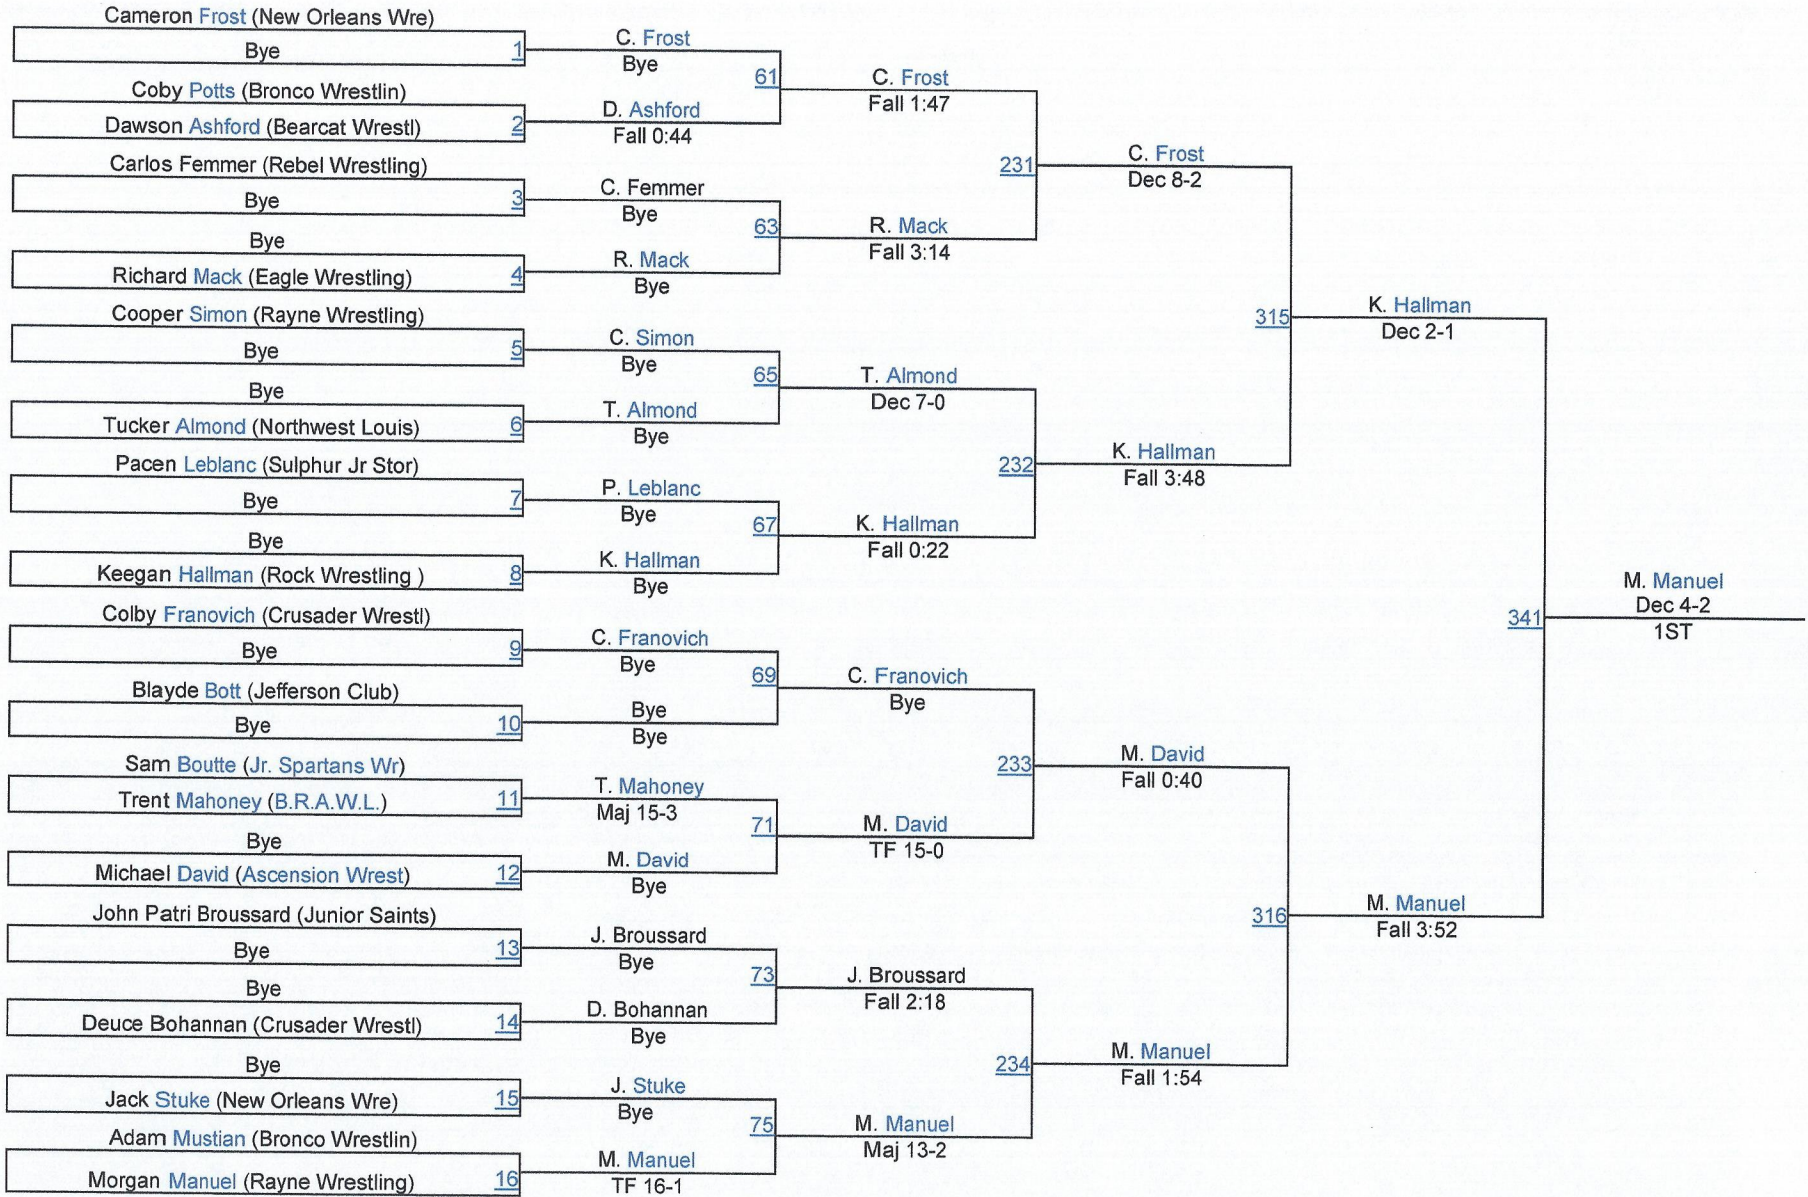 Cameron Frost (New Orleans Wre)
Bye 1
Coby Potts (Bronco Wrestlin)
Dawson Ashford (Bearcat Wrestl) 2
Carlos Femmer (Rebel Wrestling)
Bye 3
Bye
Richard Mack (Eagle Wrestling) 4
Cooper Simon (Rayne Wrestling)
Bye 5
Bye
Tucker Almond (Northwest Louis) 6
Pacen Leblanc (Sulphur Jr Stor)
Bye 7
Bye
Keegan Hallman (Rock Wrestling ) 8
Colby Franovich (Crusader Wrestl)
Bye 9
Blayde Bott (Jefferson Club)
Bye 10
Sam Boutte (Jr. Spartans Wr)
Trent Mahoney (B.R.A.W.L.) 11
Bye
Michael David (Ascension Wrest) 12
John Patri Broussard (Junior Saints)
Bye 13
Bye
Deuce Bohannan (Crusader Wrestl) 14
Bye
Jack Stuke (New Orleans Wre) 15
Adam Mustian (Bronco Wrestlin)
Morgan Manuel (Rayne Wrestling) 16
C. Frost
Bye
61
D. Ashford
Fall 0:44
C. Femmer
Bye
63
R. Mack
Bye
C. Simon
Bye
65
T. Almond
Bye
P. Leblanc
Bye
67
K. Hallman
Bye
C. Franovich
Bye
69
Bye
Bye
T. Mahoney
Maj 15-3
71
M. David
Bye
J. Broussard
Bye
73
D. Bohannan
Bye
J. Stuke
Bye
75
M. Manuel
TF 16-1
C. Frost
Fall 1:47
231
R. Mack
Fall 3:14
T. Almond
Dec 7-0
232
K. Hallman
Fall 0:22
C. Franovich
Bye
233
M. David
TF 15-0
J. Broussard
Fall 2:18
234
M. Manuel
Maj 13-2
C. Frost
Dec 8-2
315
K. Hallman
Fall 3:48
M. David
Fall 0:40
316
M. Manuel
Fall 1:54
K. Hallman
Dec 2-1
341
M. Manuel
Fall 3:52
M. Manuel
Dec 4-2
1ST